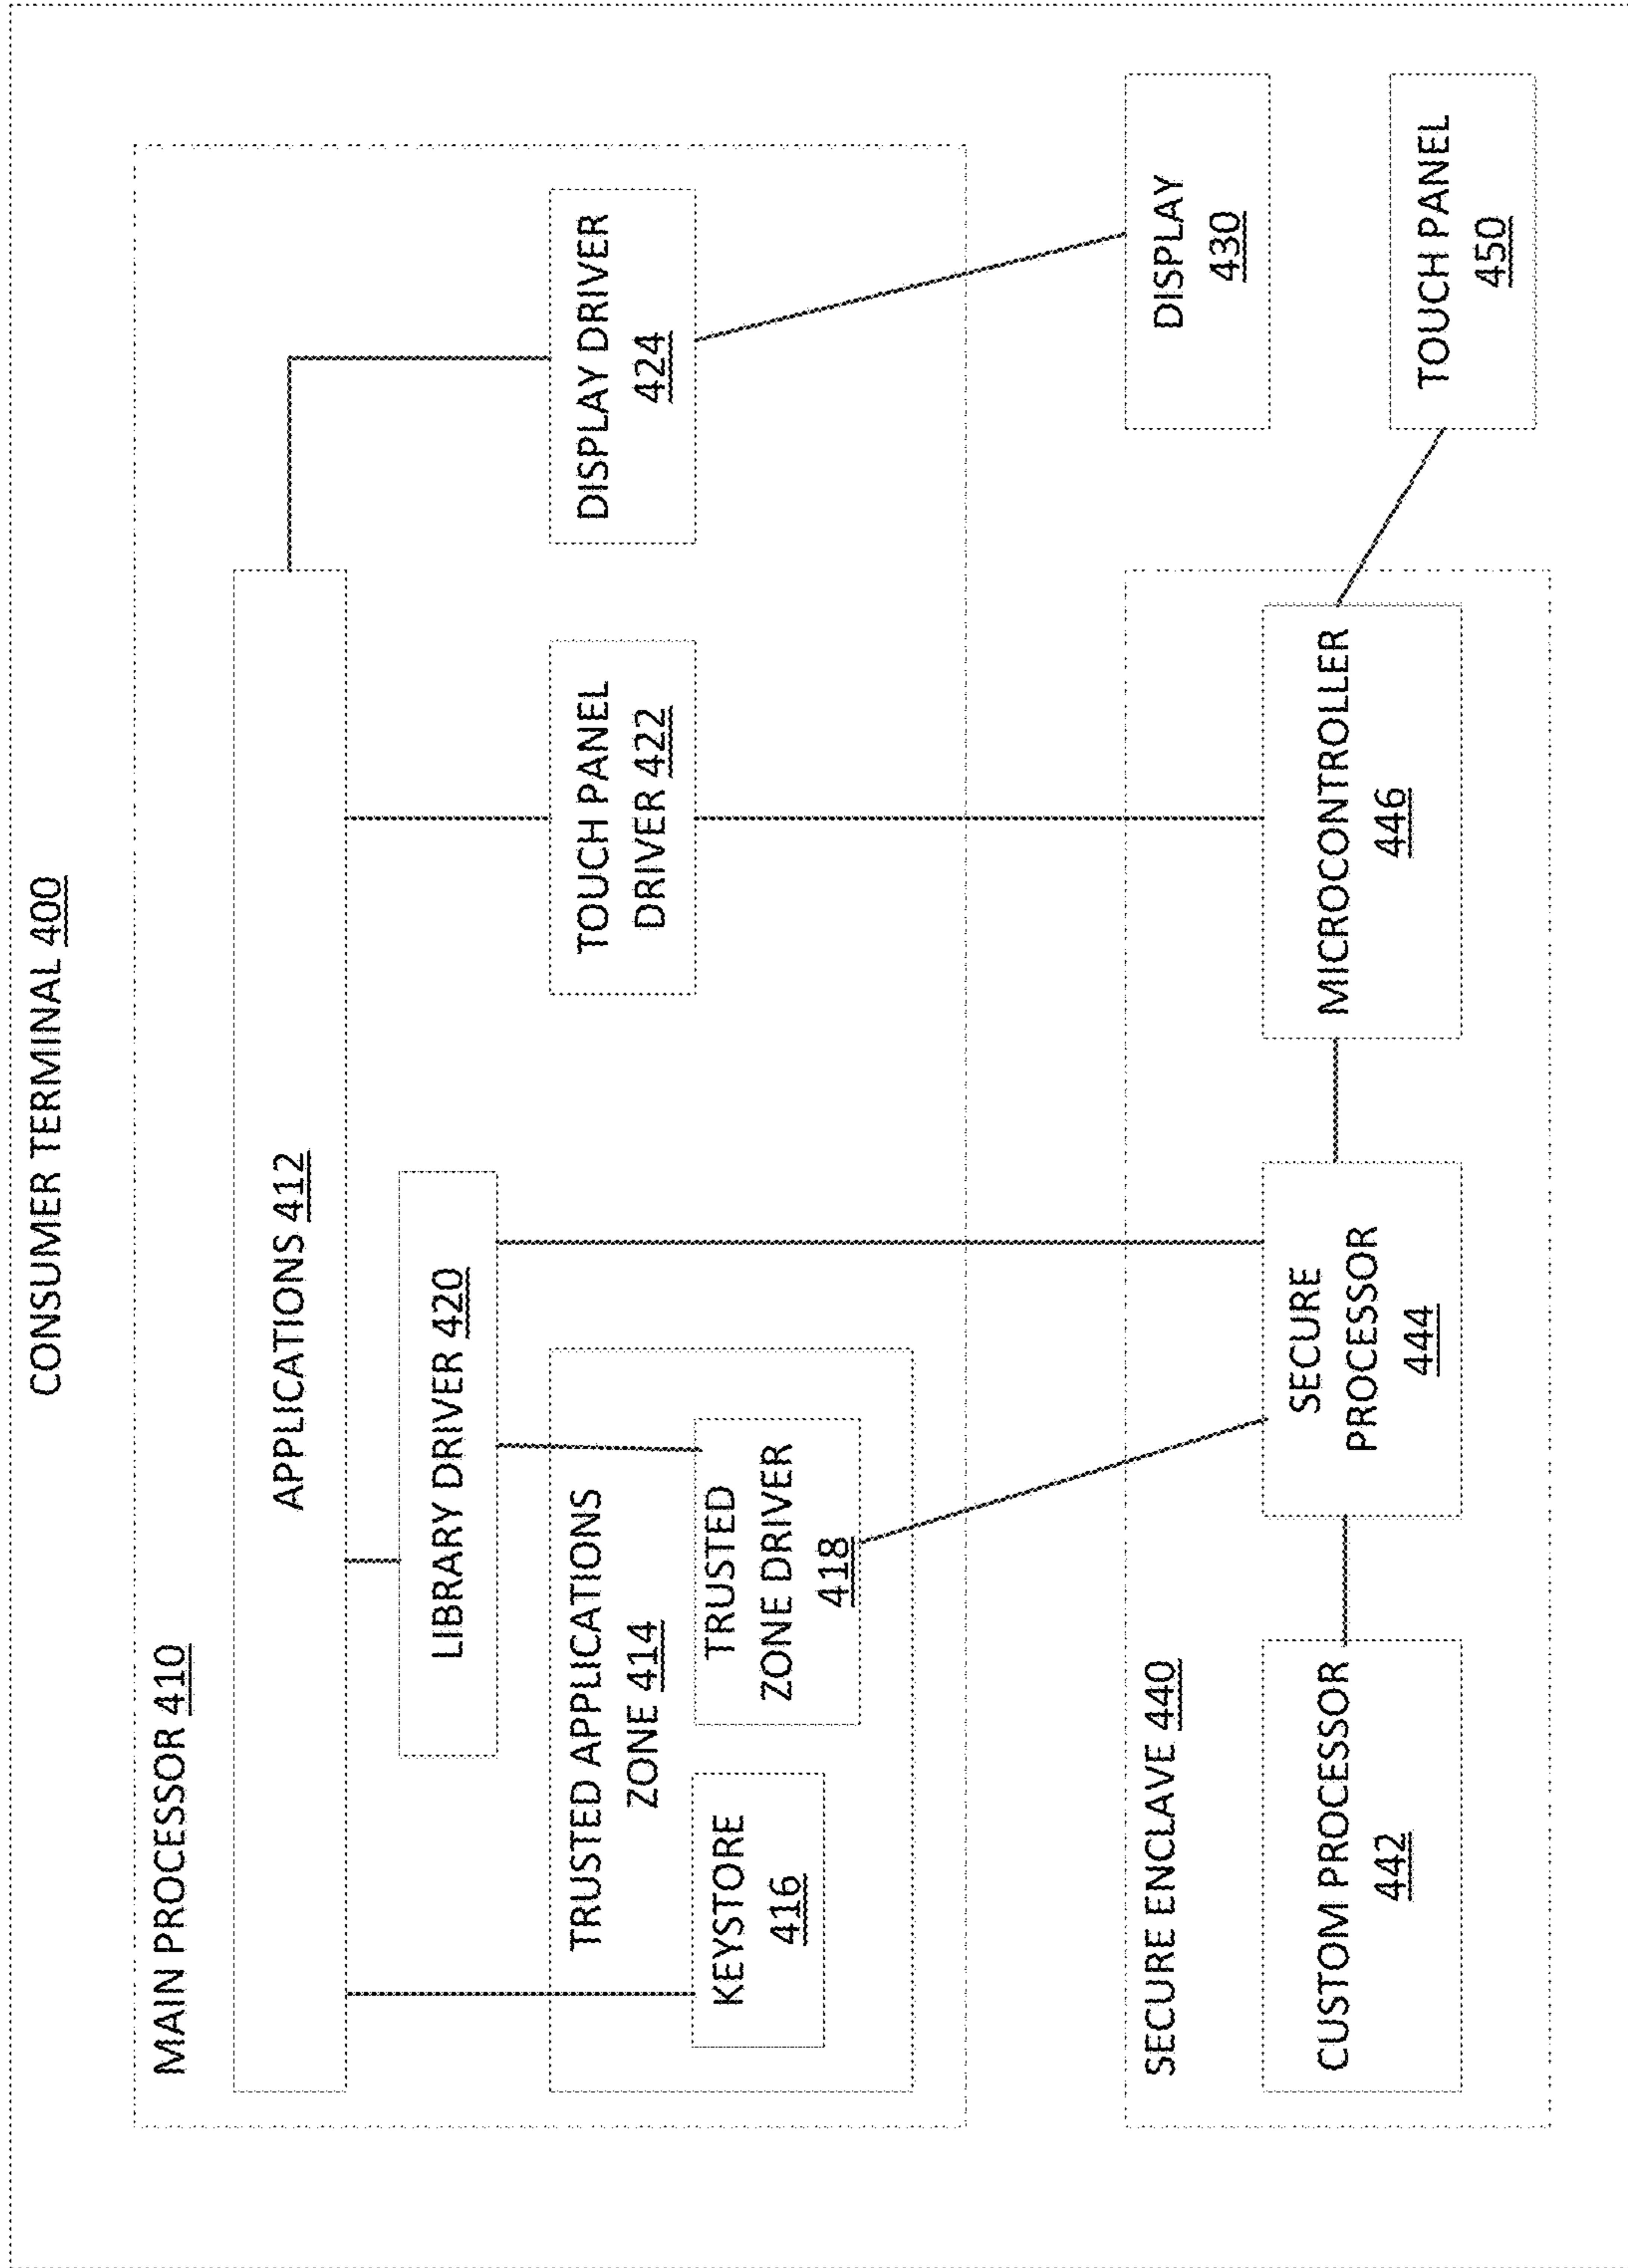 CONSUMER TERMINAL 400
MAIN PROCESSOR 410
APPLICATIONS 412
LIBRARY DRIVER 420
TRUSTED APPLICATIONS
ZONE 414
KEYSTORE
416
TRUSTED
ZONE DRIVER
418
TOUCH PANEL
DRIVER 422
DISPLAY DRIVER
424
SECURE ENCLAVE 440
CUSTOM PROCESSOR
442
SECURE
PROCESSOR
444
MICROCONTROLLER
446
DISPLAY
430
TOUCH PANEL
450